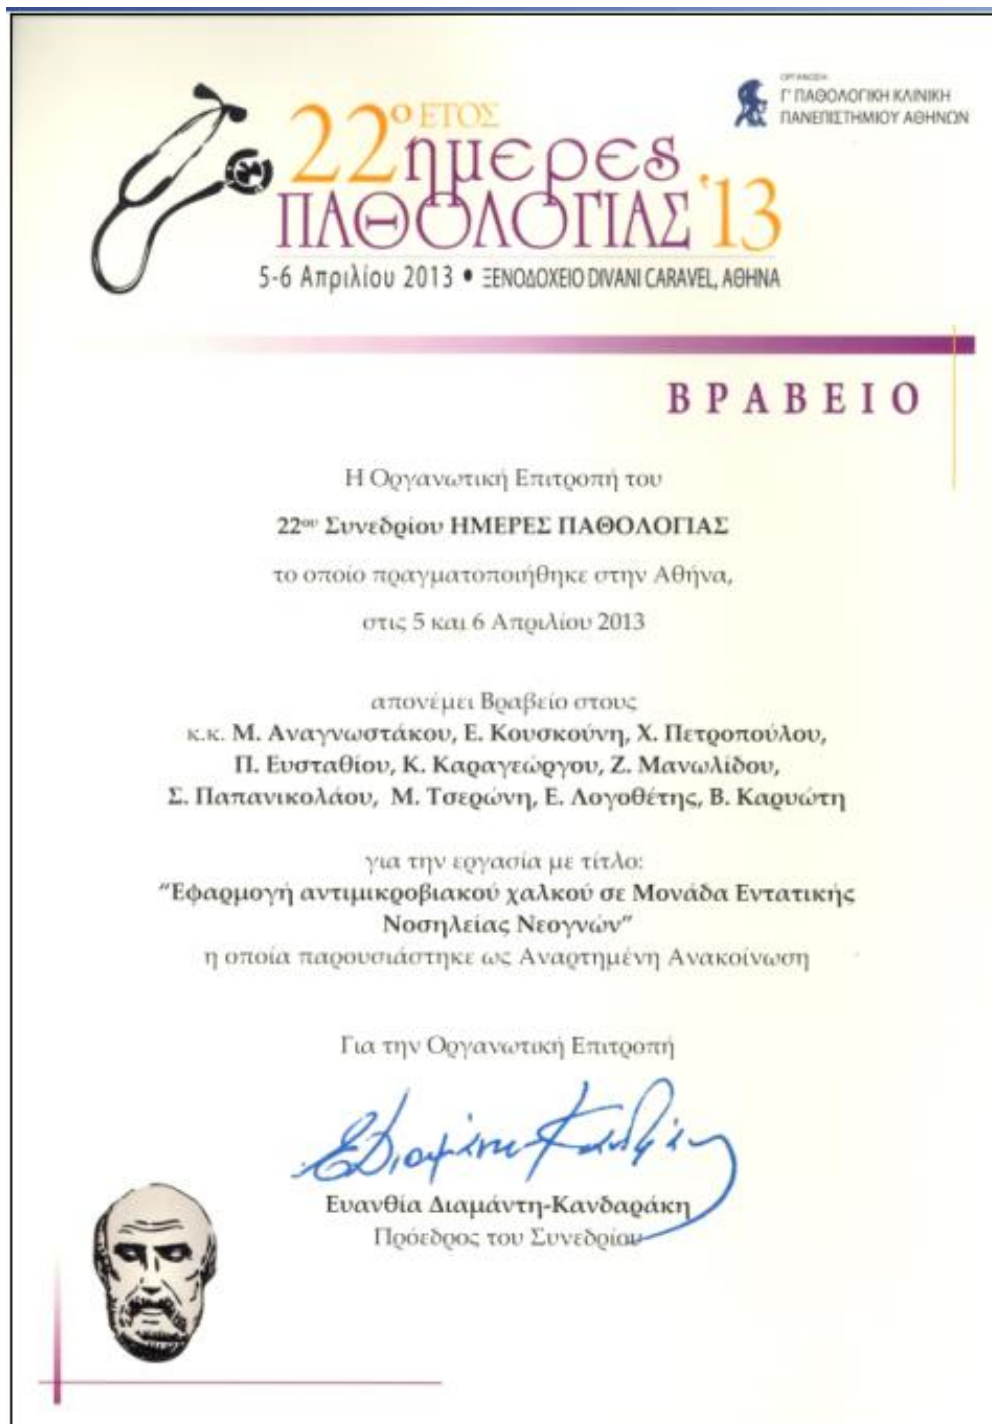 22ο ΕΤΟΣ
ημερες
ΠΑΘΟΛΟΓΙΑΣ '13
5-6 Απριλίου 2013 • ΞΕΝΟΔΟΧΕΙΟ DIVANI CARAVEL, ΑΘΗΝΑ
ΟΡΓΑΝΩΣΗ:
Γ' ΠΑΘΟΛΟΓΙΚΗ ΚΛΙΝΙΚΗ
ΠΑΝΕΠΙΣΤΗΜΙΟΥ ΑΘΗΝΩΝ
ΒΡΑΒΕΙΟ
Η Οργανωτική Επιτροπή του
22ου Συνεδρίου ΗΜΕΡΕΣ ΠΑΘΟΛΟΓΙΑΣ
το οποίο πραγματοποιήθηκε στην Αθήνα,
στις 5 και 6 Απριλίου 2013
απονέμει Βραβείο στους
κ.κ. Μ. Αναγνωστάκου, Ε. Κουσκούνη, Χ. Πετροπούλου,
Π. Ευσταθίου, Κ. Καραγεώργου, Ζ. Μανωλίδου,
Σ. Παπανικολάου, Μ. Τσερώνη, Ε. Λογοθέτης, Β. Καρυώτη
για την εργασία με τίτλο:
"Εφαρμογή αντιμικροβιακού χαλκού σε Μονάδα Εντατικής
Νοσηλείας Νεογνών"
η οποία παρουσιάστηκε ως Αναρτημένη Ανακοίνωση
Για την Οργανωτική Επιτροπή
Ευανθία Διαμάντη-Κανδαράκη
Πρόεδρος του Συνεδρίου